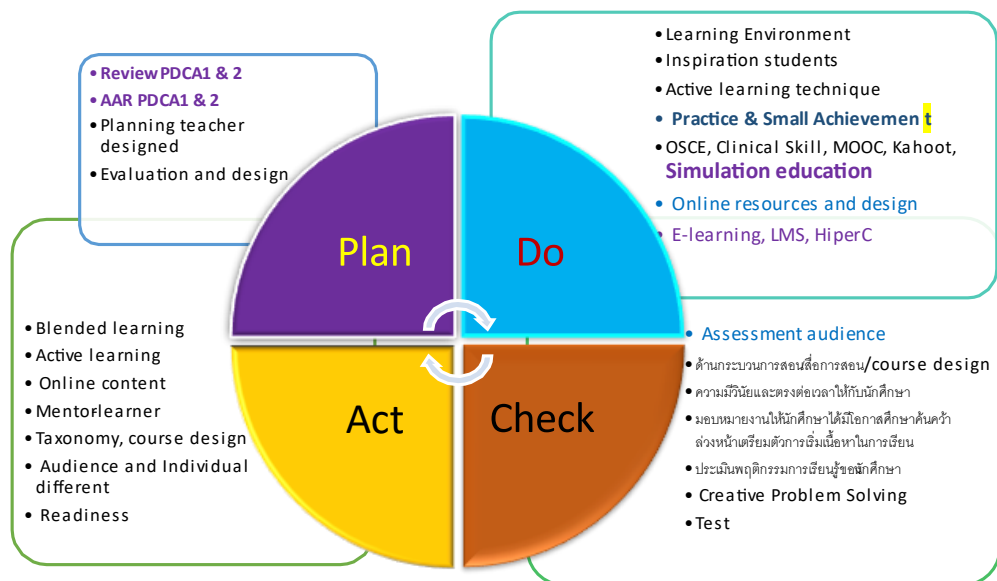 • Review PDCA1 & 2
• AAR PDCA1 & 2
• Planning teacher
designed
• Evaluation and design
Plan
• Learning Environment
• Inspiration students
• Active learning technique
• Practice & Small Achievement
• OSCE, Clinical Skill, MOOC, Kahoot,
Simulation education
• Online resources and design
• E-learning, LMS, HiperC
Do
• Blended learning
• Active learning
• Online content
• Mentor-learner
• Taxonomy, course design
• Audience and Individual
different
• Readiness
Act
• Assessment audience
• ด้านกระบวนการสอนสื่อการสอน/course design
• ความมีวินัยและตรงต่อเวลาให้กับนักศึกษา
• มอบหมายงานให้นักศึกษาได้มีโอกาสศึกษาค้นคว้า
ล่วงหน้าเตรียมตัวการเริ่มเนื้อหาในการเรียน
• ประเมินพฤติกรรมการเรียนรู้ของนักศึกษา
• Creative Problem Solving
• Test
Check